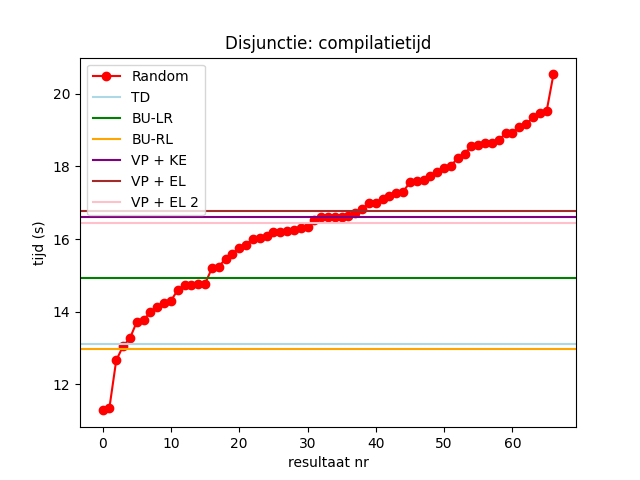 Disjunctie: compilatietijd
Random
TD
BU-LR
BU-RL
VP + KE
VP + EL
VP + EL 2
20
18
16
14
12
tijd (s)
0 10 20 30 40 50 60
resultaat nr